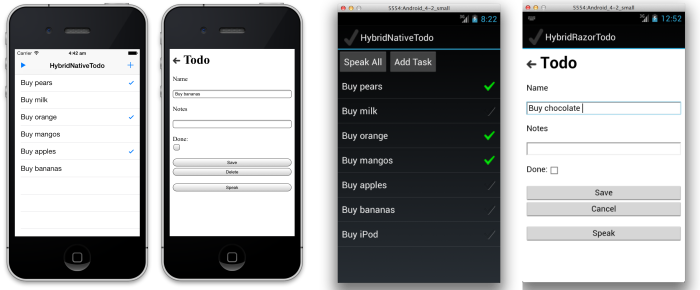 Carrier
4:42 am
HybridNativeTodo
+
Buy pears
Buy milk
Buy orange
Buy mangos
Buy apples
Buy bananas
← Todo
Name
Buy bananas
Notes
Done:
Save
Delete
Speak
5554:Android_4-2_small
8:22
HybridNativeTodo
Speak All Add Task
Buy pears
Buy milk
Buy orange
Buy mangos
Buy apples
Buy bananas
Buy iPod
5554:Android_4-2_small
12:52
HybridRazorTodo
← Todo
Name
Buy chocolate
Notes
Done:
Save
Cancel
Speak